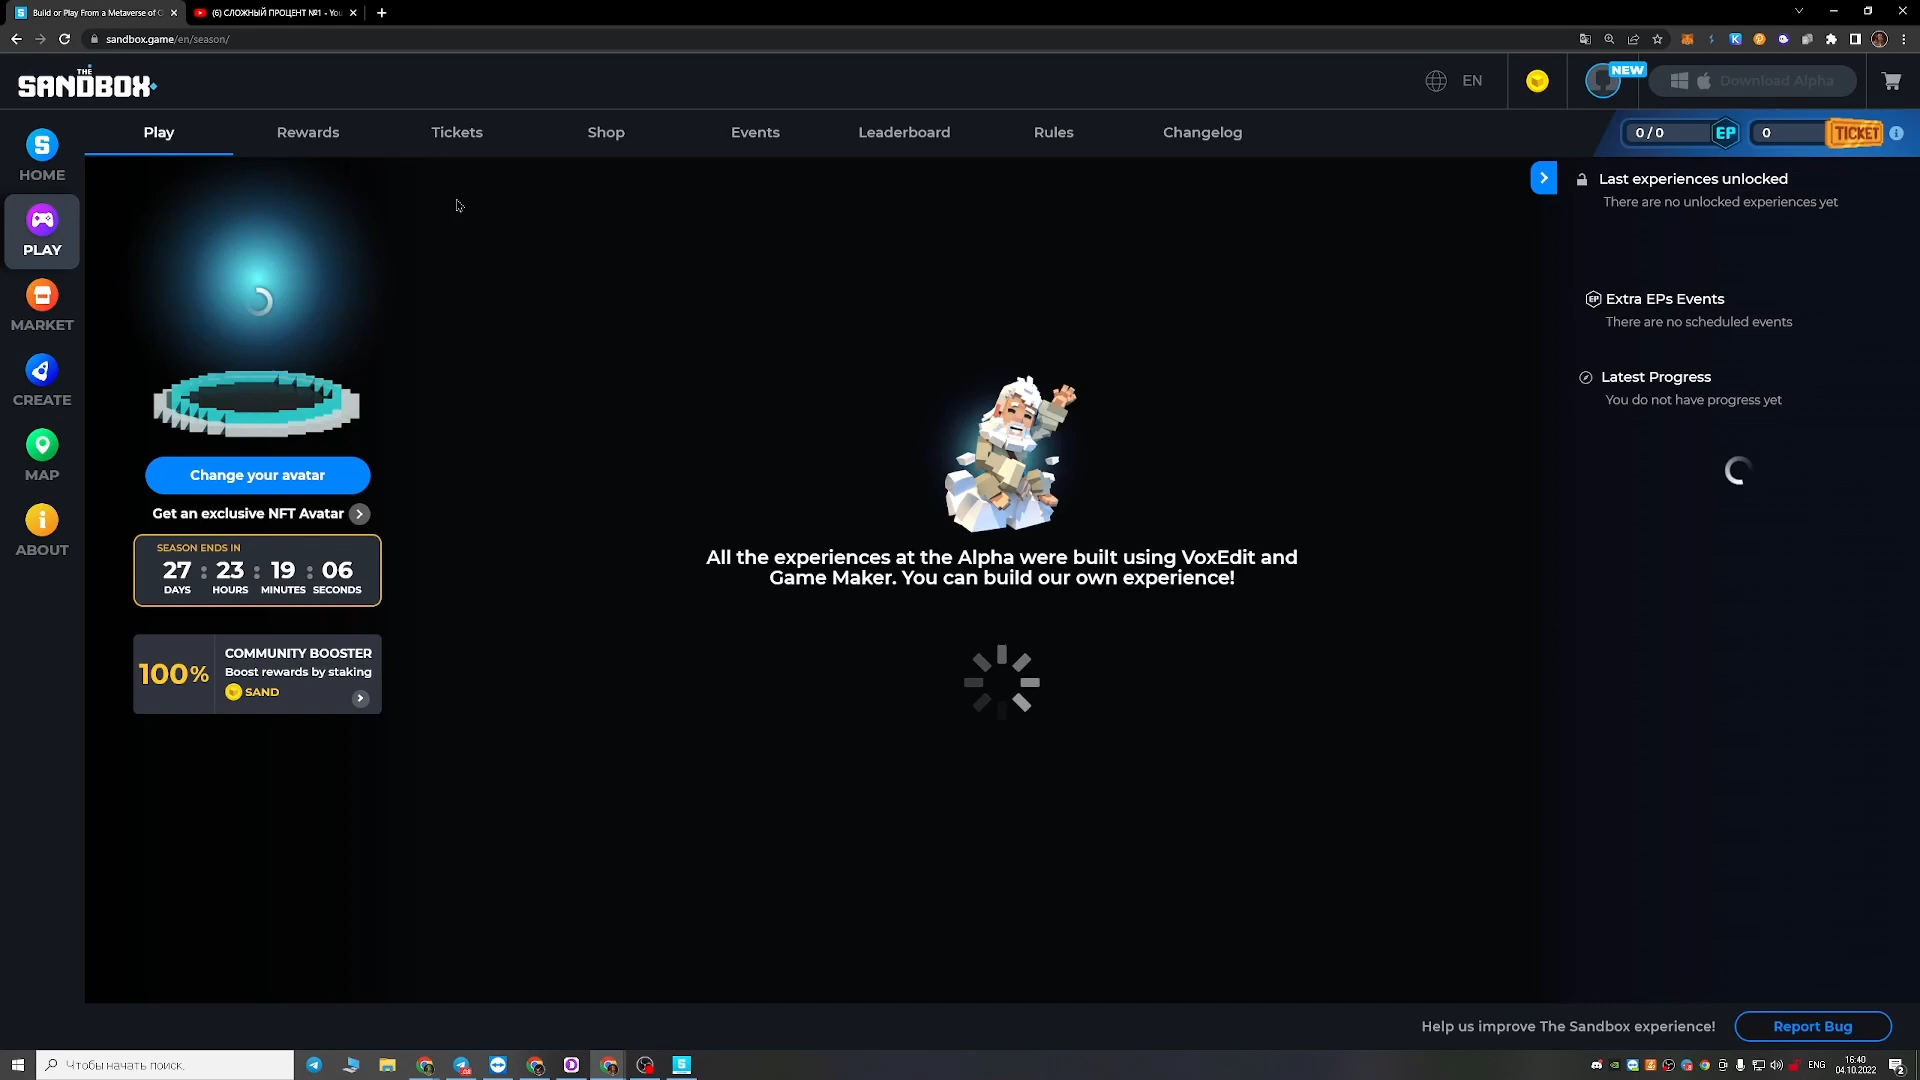 Build or Play From a Metaverse of C
(6) СЛОЖНЫЙ ПРОЦЕНТ №1 - You
sandbox.game/en/season/
THE
SANDBOX
EN
NEW
Download Alpha
Play
Rewards
Tickets
Shop
Events
Leaderboard
Rules
Changelog
0 / 0
EP
0
TICKET
HOME
PLAY
MARKET
CREATE
MAP
ABOUT
Change your avatar
Get an exclusive NFT Avatar
SEASON ENDS IN
27 : 23 : 19 : 06
DAYS HOURS MINUTES SECONDS
100%
COMMUNITY BOOSTER
Boost rewards by staking
SAND
All the experiences at the Alpha were built using VoxEdit and
Game Maker. You can build our own experience!
Last experiences unlocked
There are no unlocked experiences yet
EP
Extra EPs Events
There are no scheduled events
Latest Progress
You do not have progress yet
Help us improve The Sandbox experience!
Report Bug
Чтобы начать поиск,
ENG
16:40
04.10.2022
2